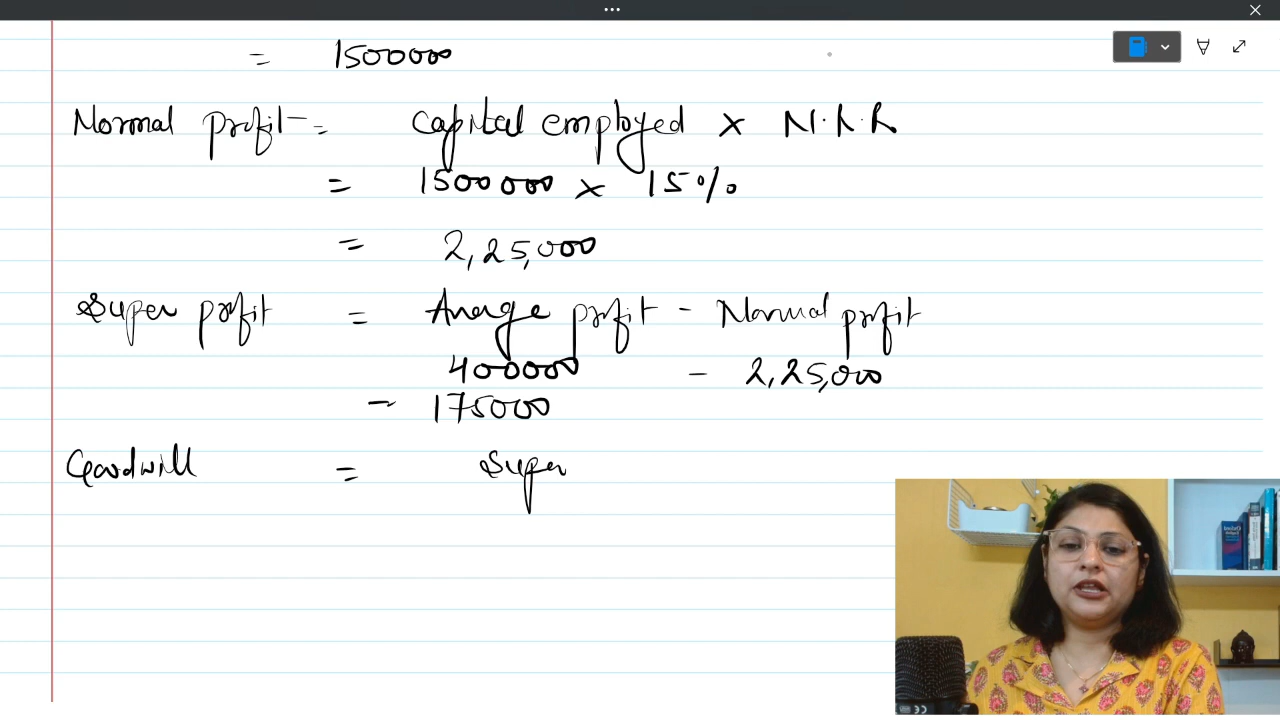 = 1500000
Normal profit = Capital employed × N.R.R
= 1500000 × 15%
= 2,25,000
Super profit = Average profit - Normal profit
400000 - 2,25,000
= 175000
Goodwill = Super